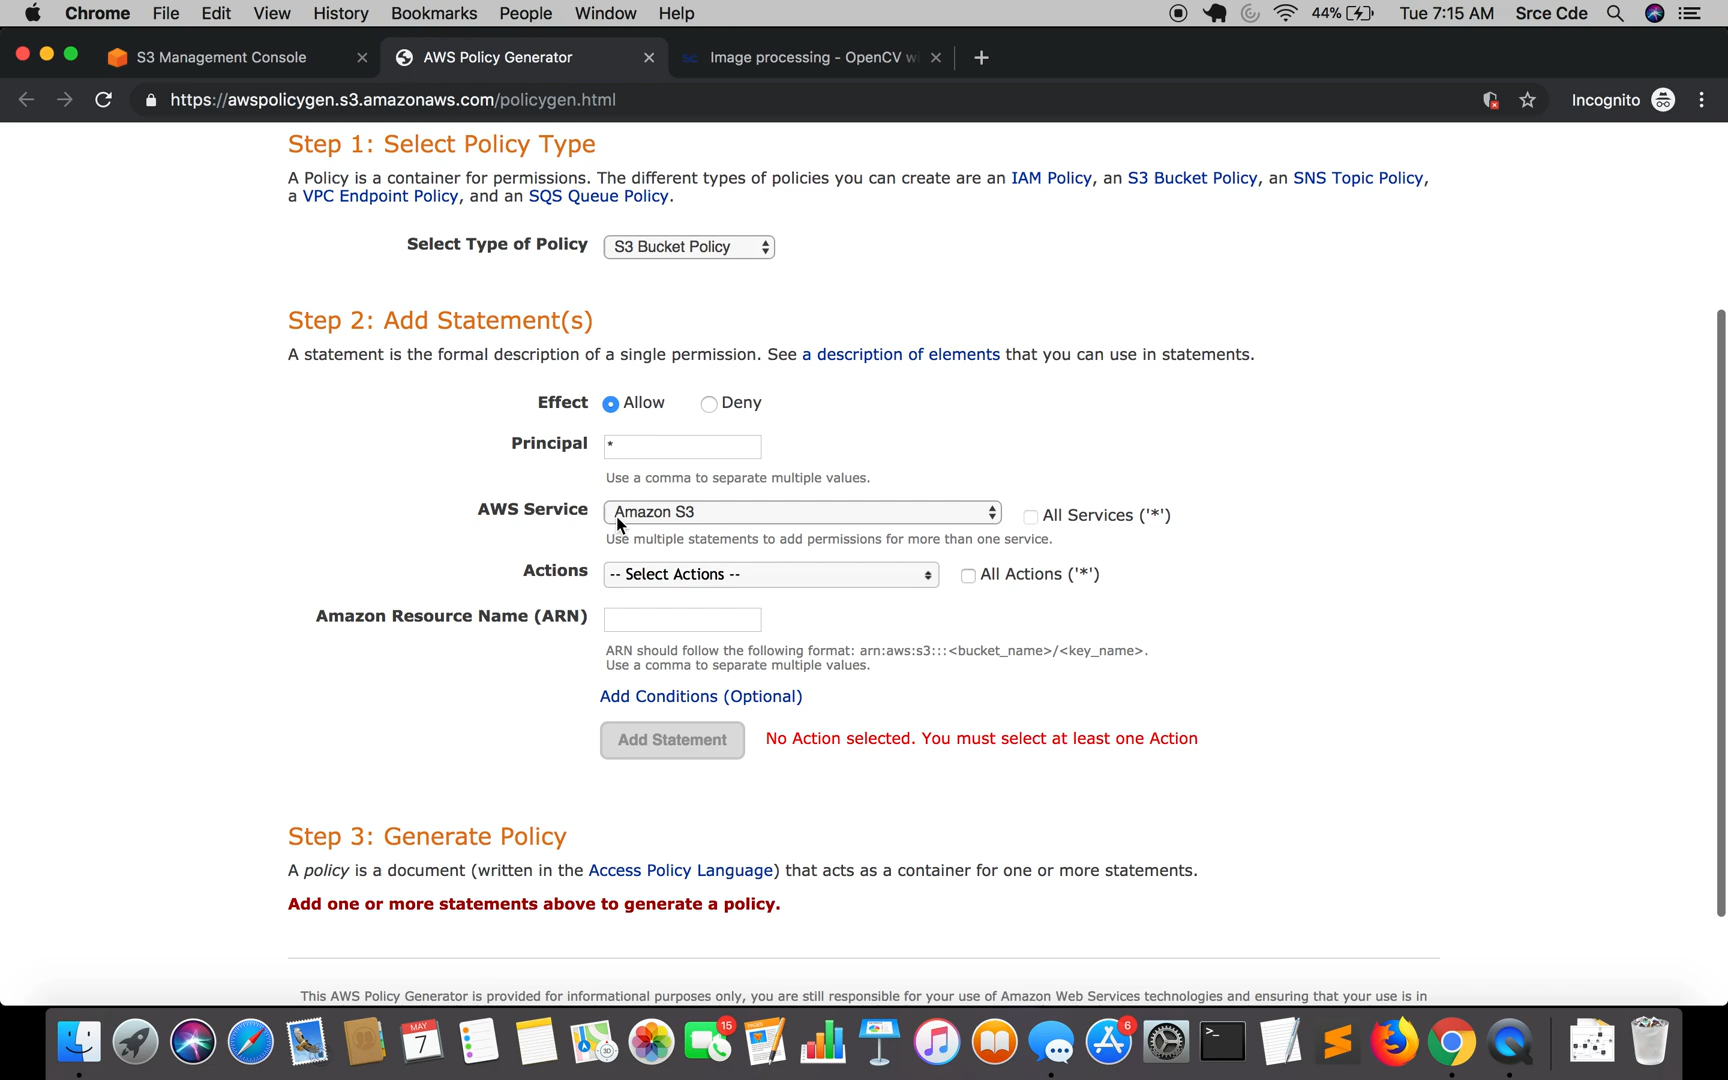 Chrome File Edit View History Bookmarks People Window Help 44% Tue 7:15 AM Srce Cde
S3 Management Console AWS Policy Generator Image processing - OpenCV wi
https://awspolicygen.s3.amazonaws.com/policygen.html Incognito
Step 1: Select Policy Type
A Policy is a container for permissions. The different types of policies you can create are an IAM Policy, an S3 Bucket Policy, an SNS Topic Policy,
a VPC Endpoint Policy, and an SQS Queue Policy.
Select Type of Policy S3 Bucket Policy
Step 2: Add Statement(s)
A statement is the formal description of a single permission. See a description of elements that you can use in statements.
Effect Allow Deny
Principal *
Use a comma to separate multiple values.
AWS Service Amazon S3 All Services ('*')
Use multiple statements to add permissions for more than one service.
Actions -- Select Actions -- All Actions ('*')
Amazon Resource Name (ARN)
ARN should follow the following format: arn:aws:s3:::<bucket_name>/<key_name>.
Use a comma to separate multiple values.
Add Conditions (Optional)
Add Statement No Action selected. You must select at least one Action
Step 3: Generate Policy
A policy is a document (written in the Access Policy Language) that acts as a container for one or more statements.
Add one or more statements above to generate a policy.
This AWS Policy Generator is provided for informational purposes only, you are still responsible for your use of Amazon Web Services technologies and ensuring that your use is in
MAY
7
15
6